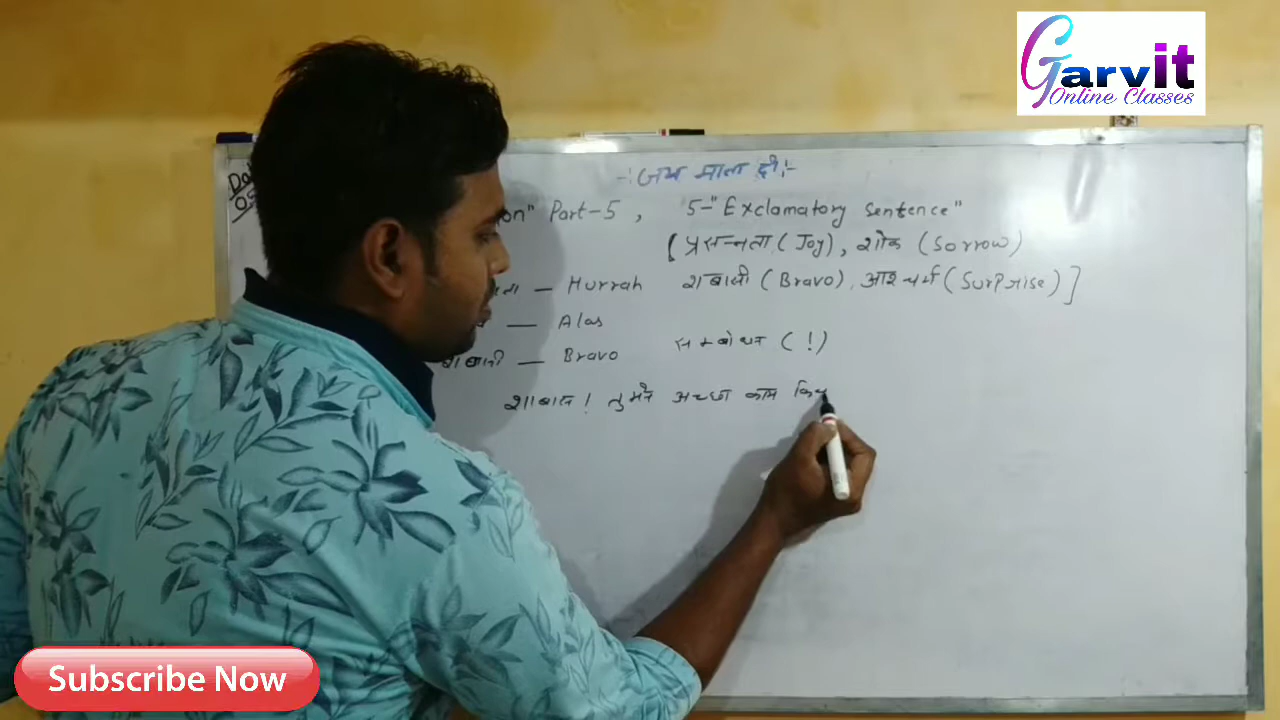 Garvit
Online Classes
-:जय माता दी:-
on" Part-5, 5-"Exclamatory Sentence"
[प्रसन्नता (Joy), शोक (Sorrow)
— Hurrah शाबाशी (Bravo), आश्चर्य (Surprise)]
— Alas
— Bravo सम्बोधन (!)
शाबास! तुमने अच्छा काम
Subscribe Now